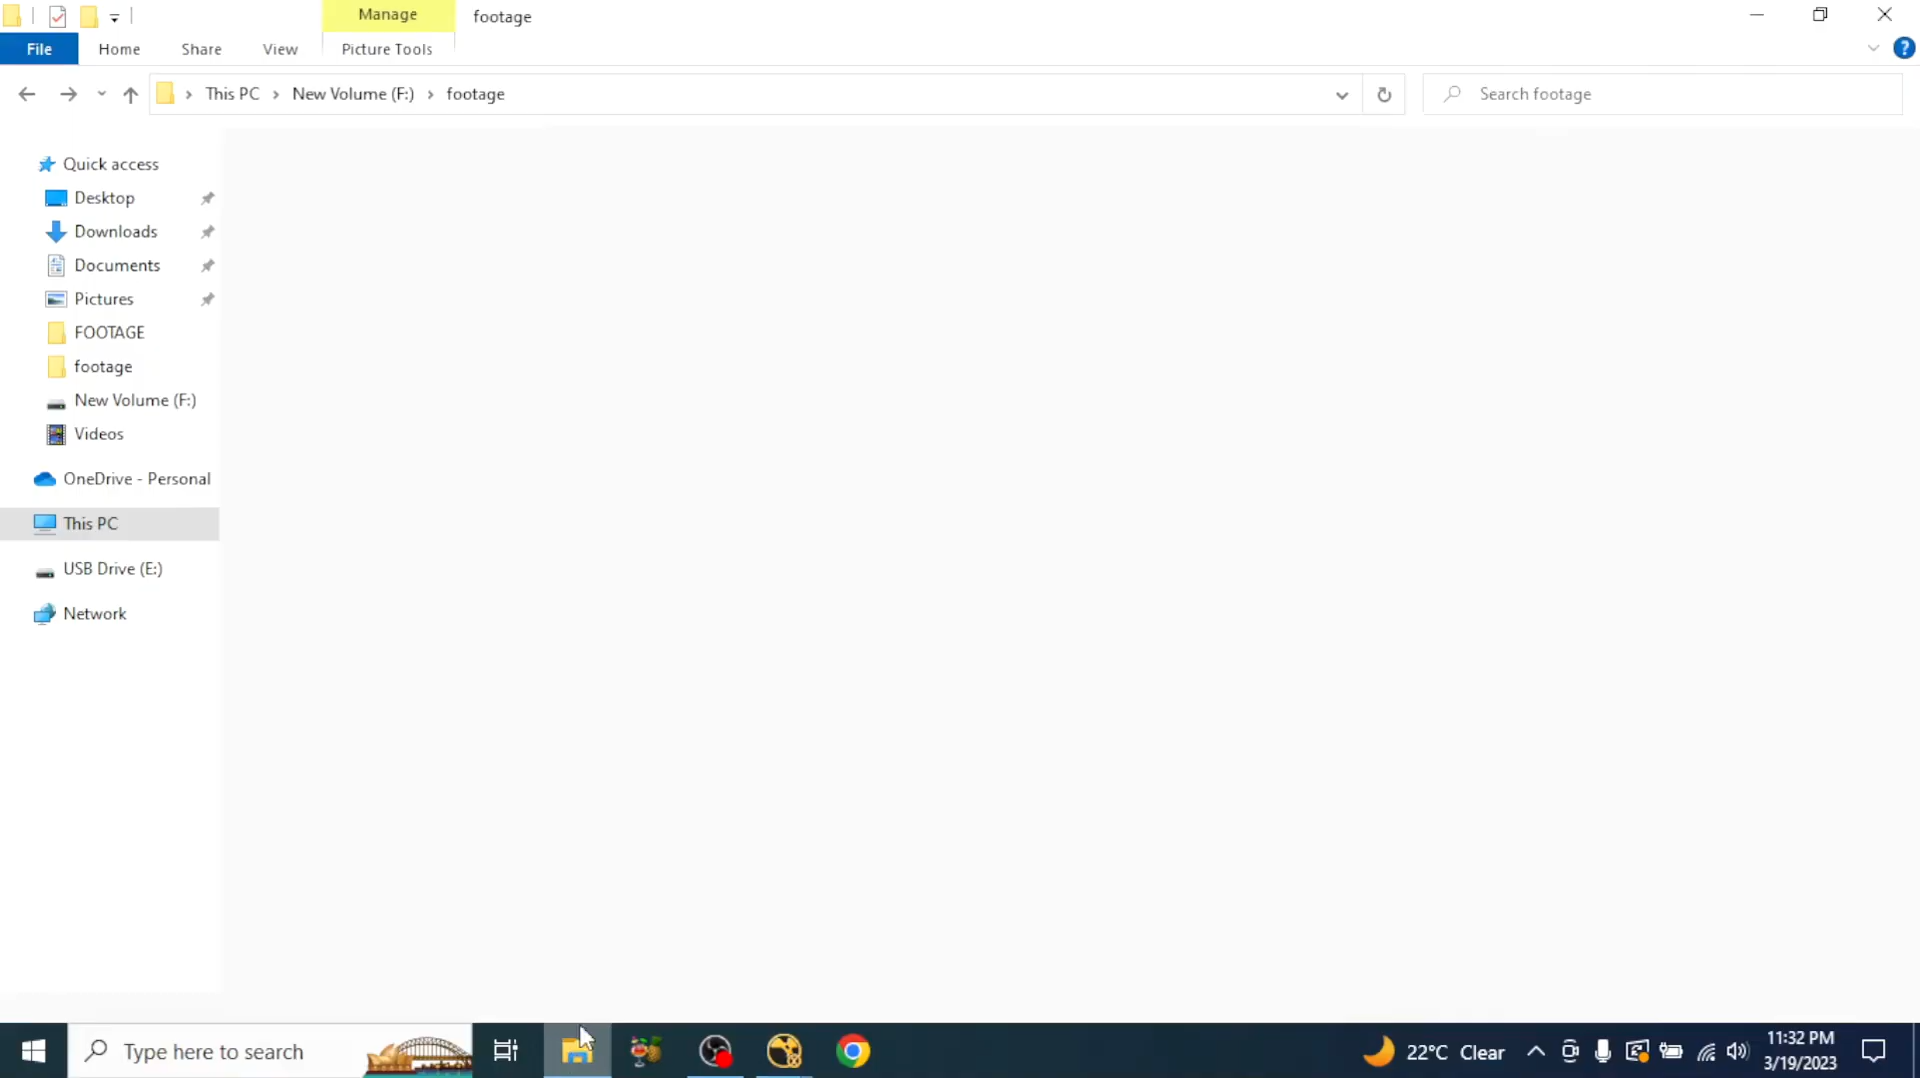 Manage
footage
File
Home
Share
View
Picture Tools
?
This PC
New Volume (F:)
footage
Search footage
Quick access
Desktop
Downloads
Documents
Pictures
FOOTAGE
footage
New Volume (F:)
Videos
OneDrive - Personal
This PC
USB Drive (E:)
Network
Type here to search
22°C Clear
11:32 PM
3/19/2023